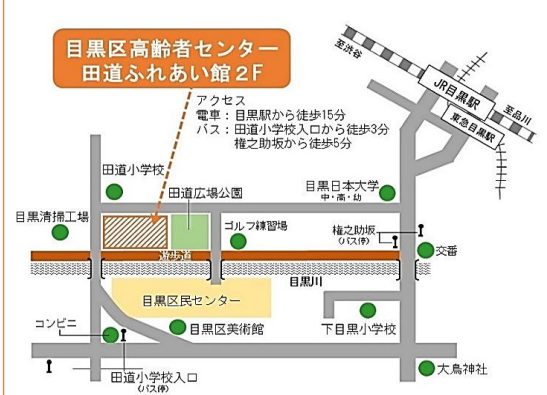 目黒区高齢者センター
田道ふれあい館2F
アクセス
電車：目黒駅から徒歩15分
バス：田道小学校入口から徒歩3分
権之助坂から徒歩5分
至渋谷
JR目黒駅
至品川
東急目黒駅
田道小学校
田道広場公園
目黒日本大学
中・高・幼
目黒清掃工場
ゴルフ練習場
権之助坂
(バス停)
交番
遊歩道
目黒川
目黒区民センター
コンビニ
目黒区美術館
下目黒小学校
田道小学校入口
(バス停)
大鳥神社